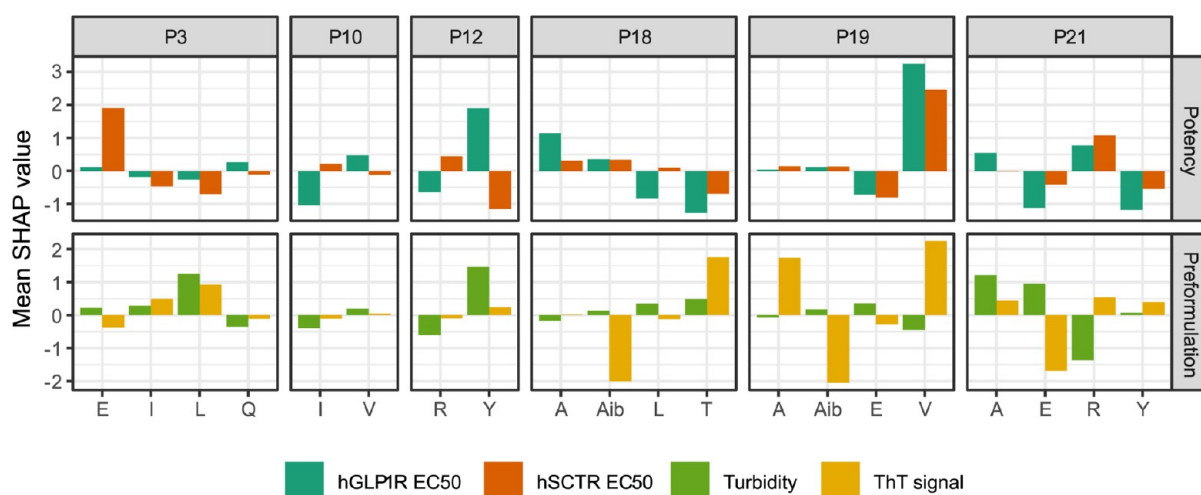 P3 P10 P12 P18 P19 P21
Mean SHAP value
3
2
1
0
-1
Potency
2
1
0
-1
-2
Preformulation
E I L Q I V R Y A Aib L T A Aib E V A E R Y
hGLP1R EC50 hSCTR EC50 Turbidity ThT signal